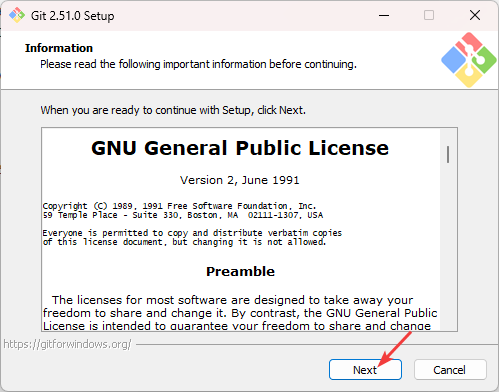 Git 2.51.0 Setup
Information
Please read the following important information before continuing.
When you are ready to continue with Setup, click Next.
GNU General Public License
Version 2, June 1991
Copyright (C) 1989, 1991 Free Software Foundation, Inc.
59 Temple Place - Suite 330, Boston, MA  02111-1307, USA
Everyone is permitted to copy and distribute verbatim copies
of this license document, but changing it is not allowed.
Preamble
The licenses for most software are designed to take away your
freedom to share and change it. By contrast, the GNU General Public
License is intended to guarantee your freedom to share and change
https://gitforwindows.org/
Next
Cancel